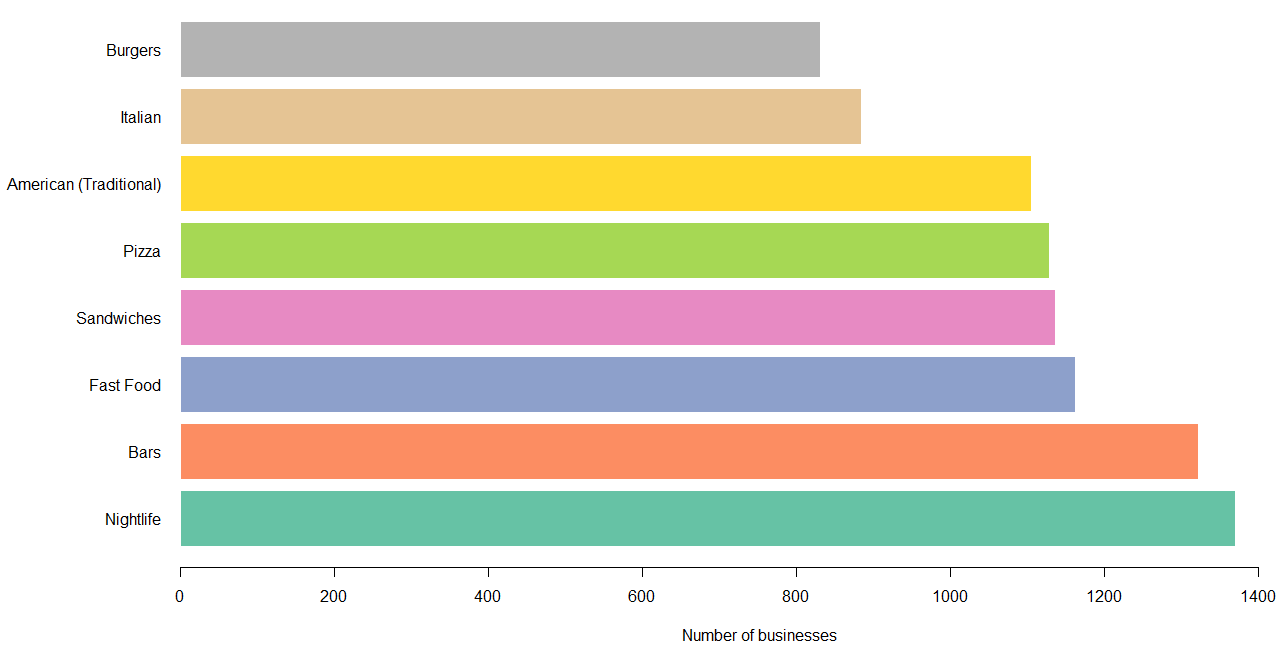 Burgers
Italian
American (Traditional)
Pizza
Sandwiches
Fast Food
Bars
Nightlife
0 200 400 600 800 1000 1200 1400
Number of businesses